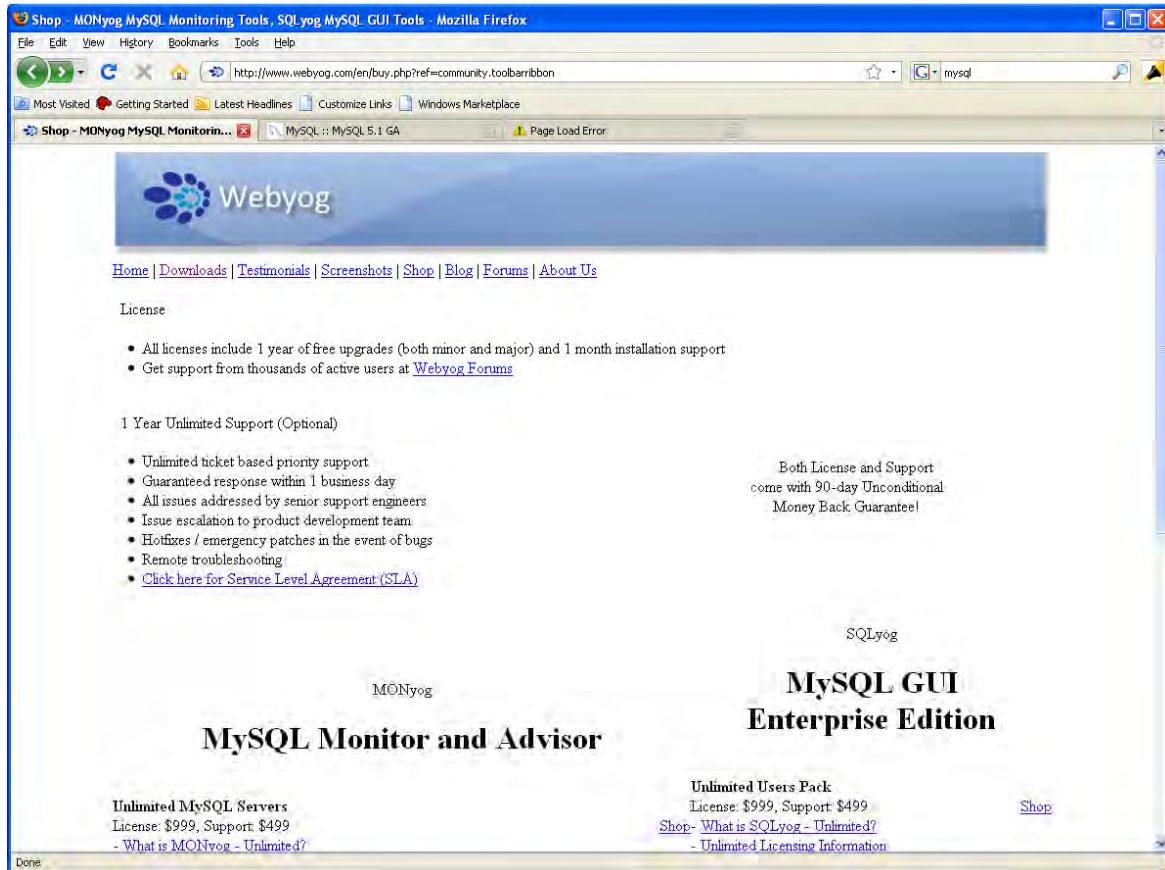 Shop - MONyog MySQL Monitoring Tools, SQLyog MySQL GUI Tools - Mozilla Firefox
File Edit View History Bookmarks Tools Help
http://www.webyog.com/en/buy.php?ref=community.toolbarribbon
G mysql
Most Visited Getting Started Latest Headlines Customize Links Windows Marketplace
Shop - MONyog MySQL Monitorin... MySQL :: MySQL 5.1 GA Page Load Error
Webyog
Home | Downloads | Testimonials | Screenshots | Shop | Blog | Forums | About Us
License
• All licenses include 1 year of free upgrades (both minor and major) and 1 month installation support
• Get support from thousands of active users at Webyog Forums
1 Year Unlimited Support (Optional)
• Unlimited ticket based priority support
• Guaranteed response within 1 business day
• All issues addressed by senior support engineers
• Issue escalation to product development team
• Hotfixes / emergency patches in the event of bugs
• Remote troubleshooting
• Click here for Service Level Agreement (SLA)
Both License and Support
come with 90-day Unconditional
Money Back Guarantee!
MONyog
MySQL Monitor and Advisor
Unlimited MySQL Servers
License: $999, Support: $499
- What is MONyog - Unlimited?
Shop
SQLyog
MySQL GUI
Enterprise Edition
Unlimited Users Pack
License: $999, Support: $499
- What is SQLyog - Unlimited?
- Unlimited Licensing Information
Shop
Done